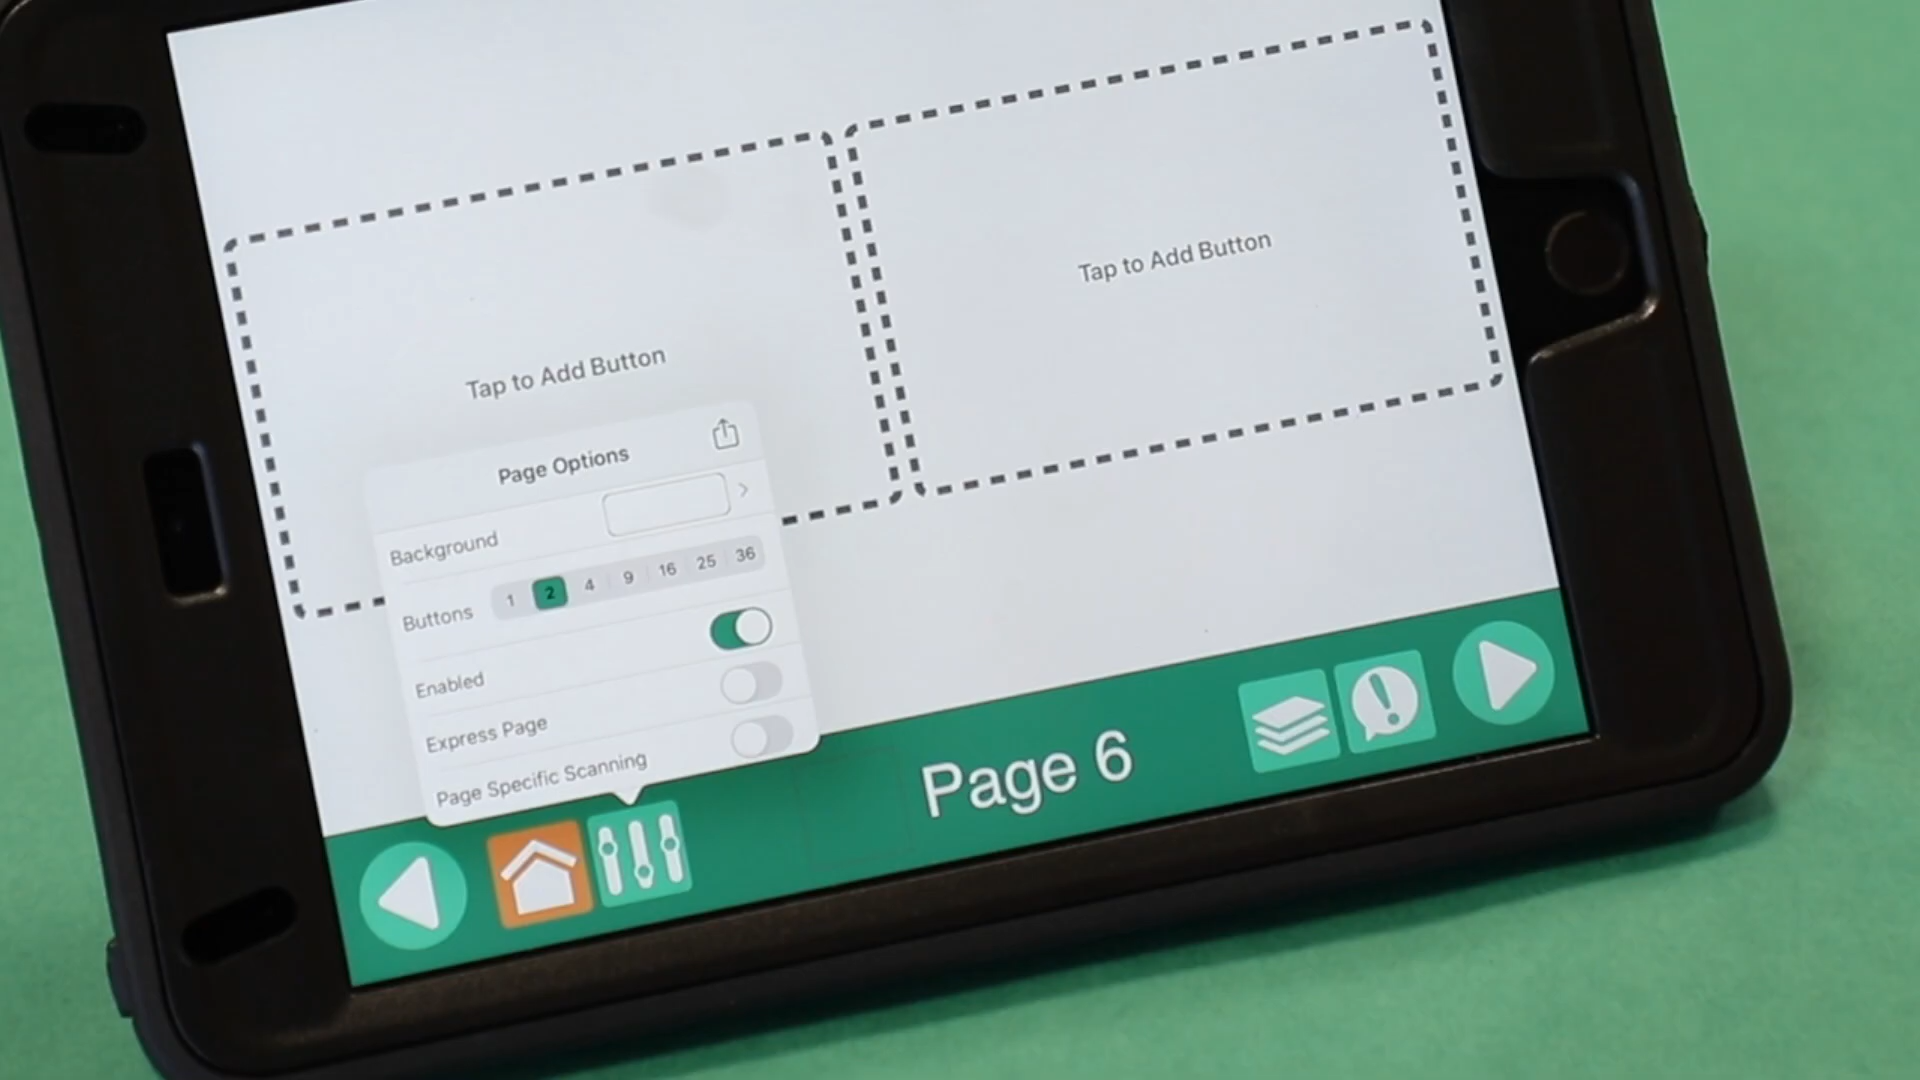 Tap to Add Button
Tap to Add Button
Page Options
Background
Buttons 1 2 4 9 16 25 36
Enabled
Express Page
Page Specific Scanning
Page 6